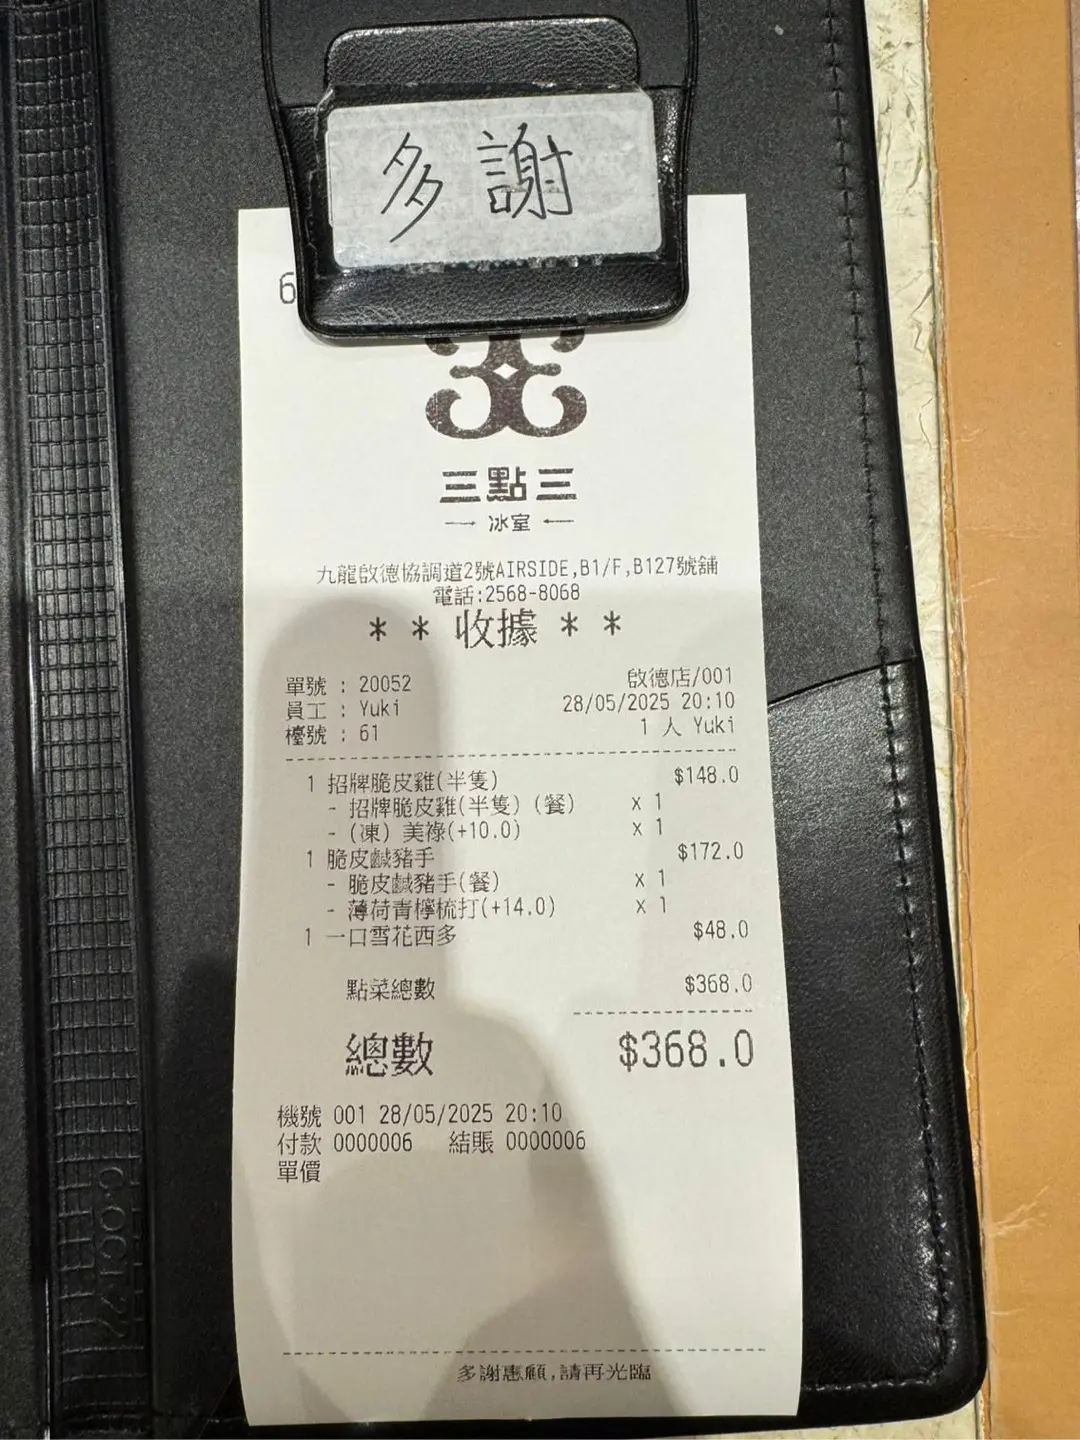 多謝
6
三點三
冰室
九龍啟德協調道2號AIRSIDE,B1/F,B127號舖
電話:2568-8068
＊＊收據＊＊
單號 : 20052 啟德店/001
員工 : Yuki 28/05/2025 20:10
檯號 : 61 1 人 Yuki
1 招牌脆皮雞(半隻) $148.0
- 招牌脆皮雞(半隻) (餐) x 1
- (凍) 美祿(+10.0) x 1
1 脆皮鹹豬手 $172.0
- 脆皮鹹豬手(餐) x 1
- 薄荷青檸梳打(+14.0) x 1
1 一口雪花西多 $48.0
點菜總數 $368.0
總數 $368.0
機號 001 28/05/2025 20:10
付款 0000006 結賬 0000006
單價
多謝惠顧,請再光臨